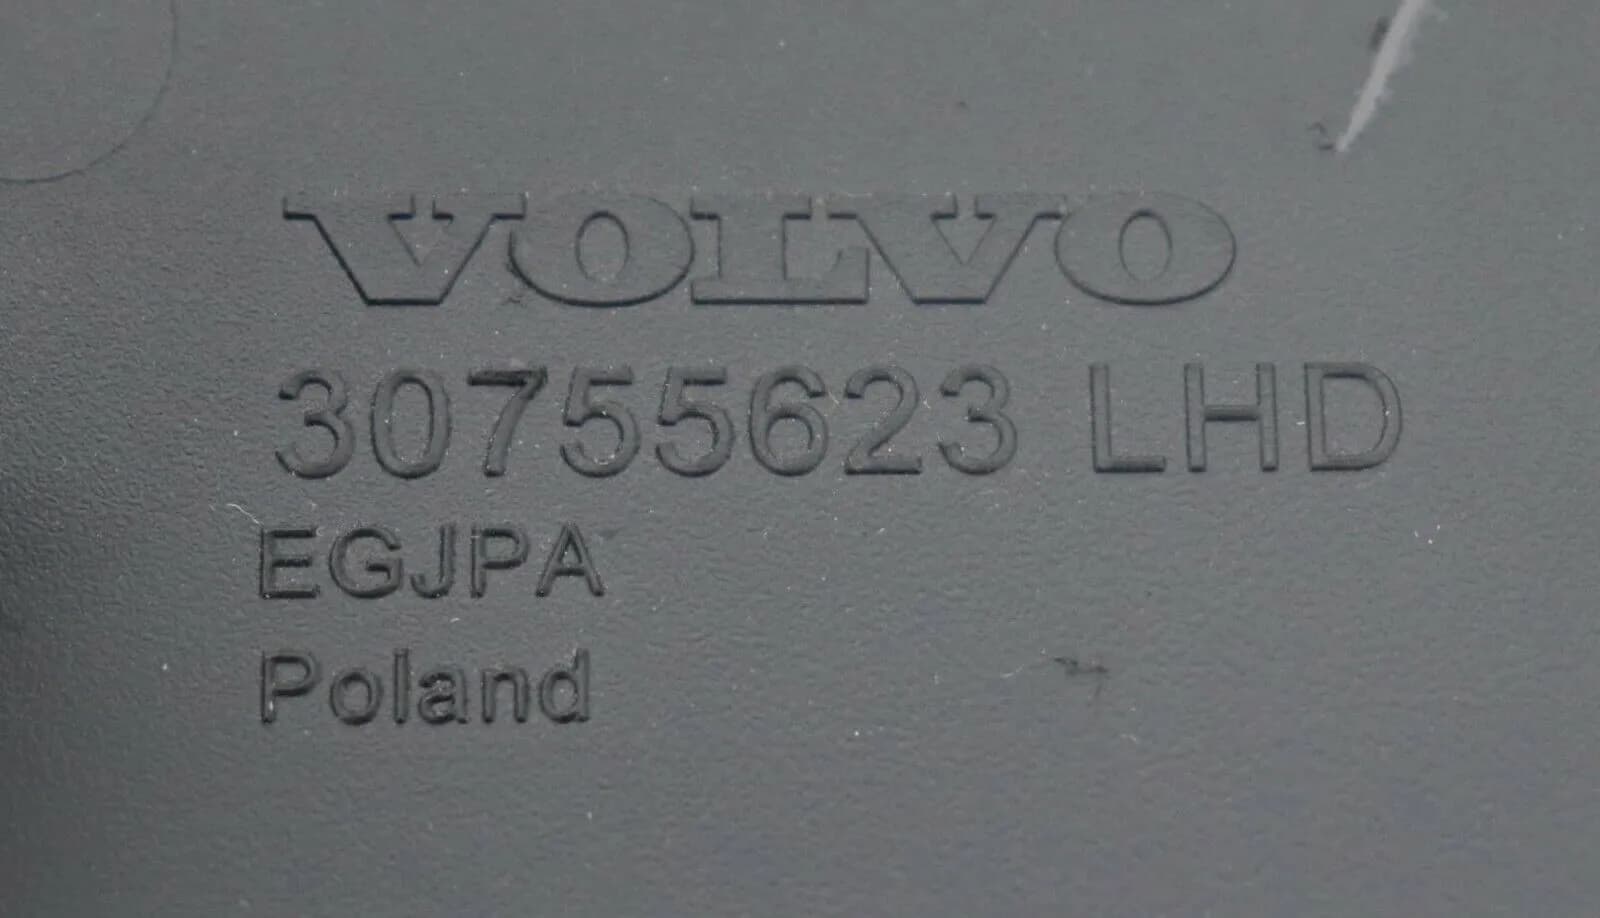 VOLVO
30755623 LHD
EGJPA
Poland